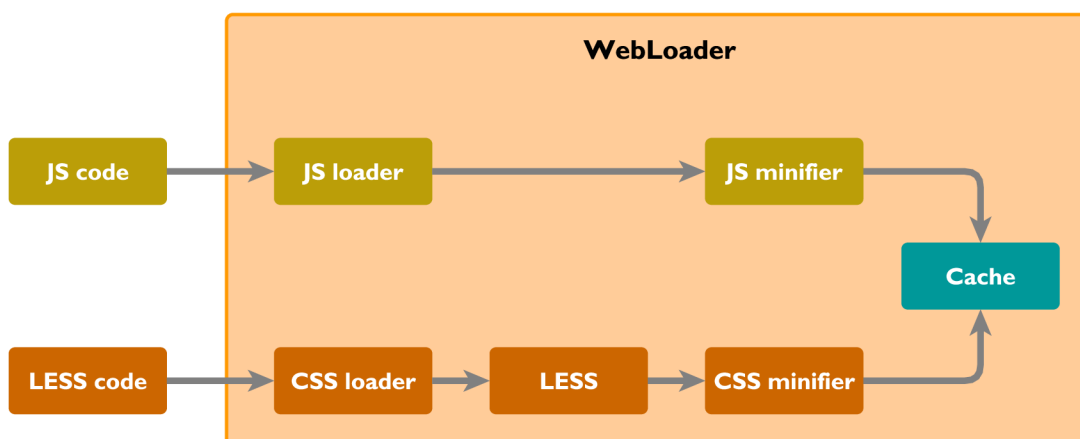 WebLoader
JS code
JS loader
JS minifier
Cache
LESS code
CSS loader
LESS
CSS minifier